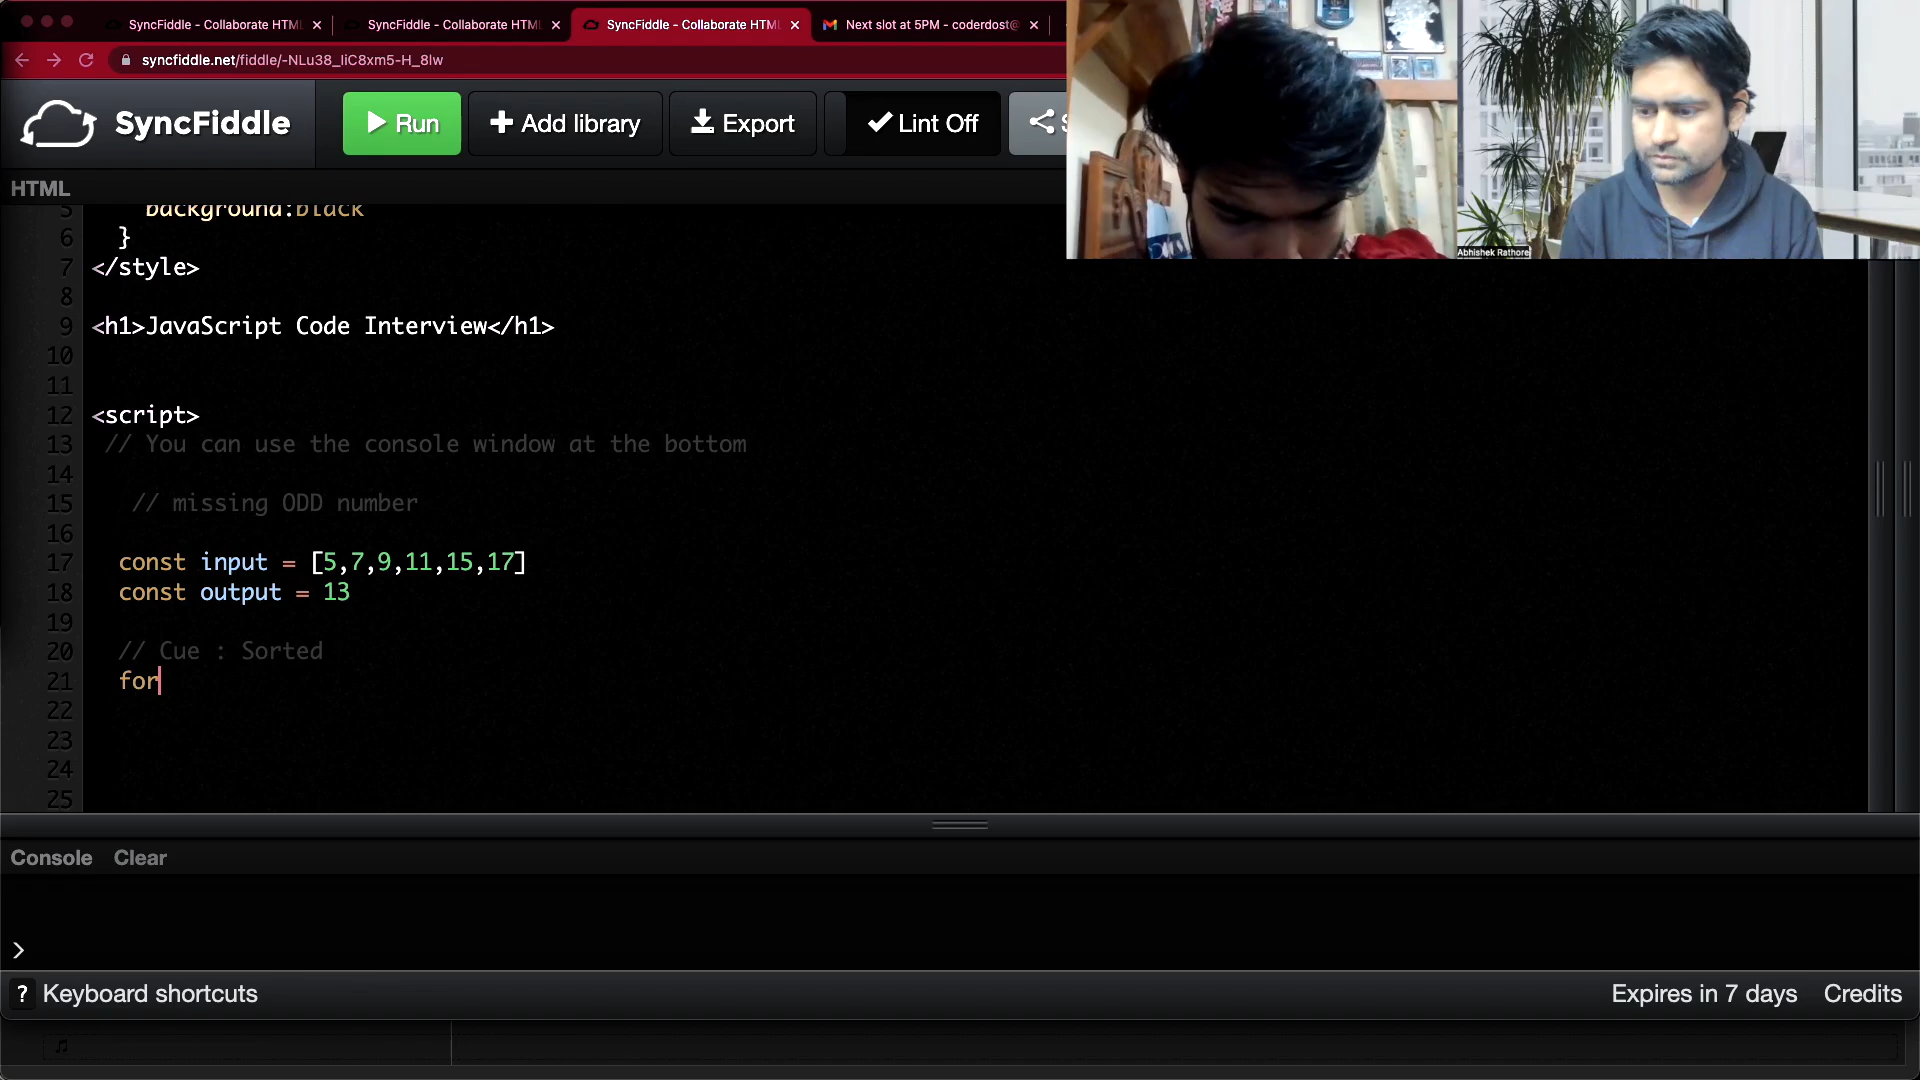 SyncFiddle - Collaborate HTML
SyncFiddle - Collaborate HTML
SyncFiddle - Collaborate HTML
Next slot at 5PM - coderdost@
syncfiddle.net/fiddle/-NLu38_liC8xm5-H_8lw
SyncFiddle
Run
Add library
Export
Lint Off
HTML
5 background:black
6 }
7 </style>
8
9 <h1>JavaScript Code Interview</h1>
10
11
12 <script>
13 // You can use the console window at the bottom
14
15 // missing ODD number
16
17 const input = [5,7,9,11,15,17]
18 const output = 13
19
20 // Cue : Sorted
21 for
22
23
24
25
Abhishek Rathore
Console Clear
>
? Keyboard shortcuts
Expires in 7 days Credits